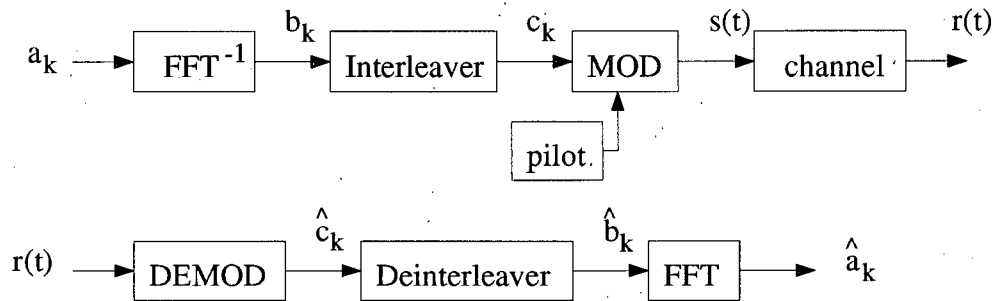 a_k FFT^-1 b_k Interleaver c_k MOD s(t) channel r(t)
pilot.
r(t) DEMOD ĉ_k Deinterleaver b̂_k FFT â_k